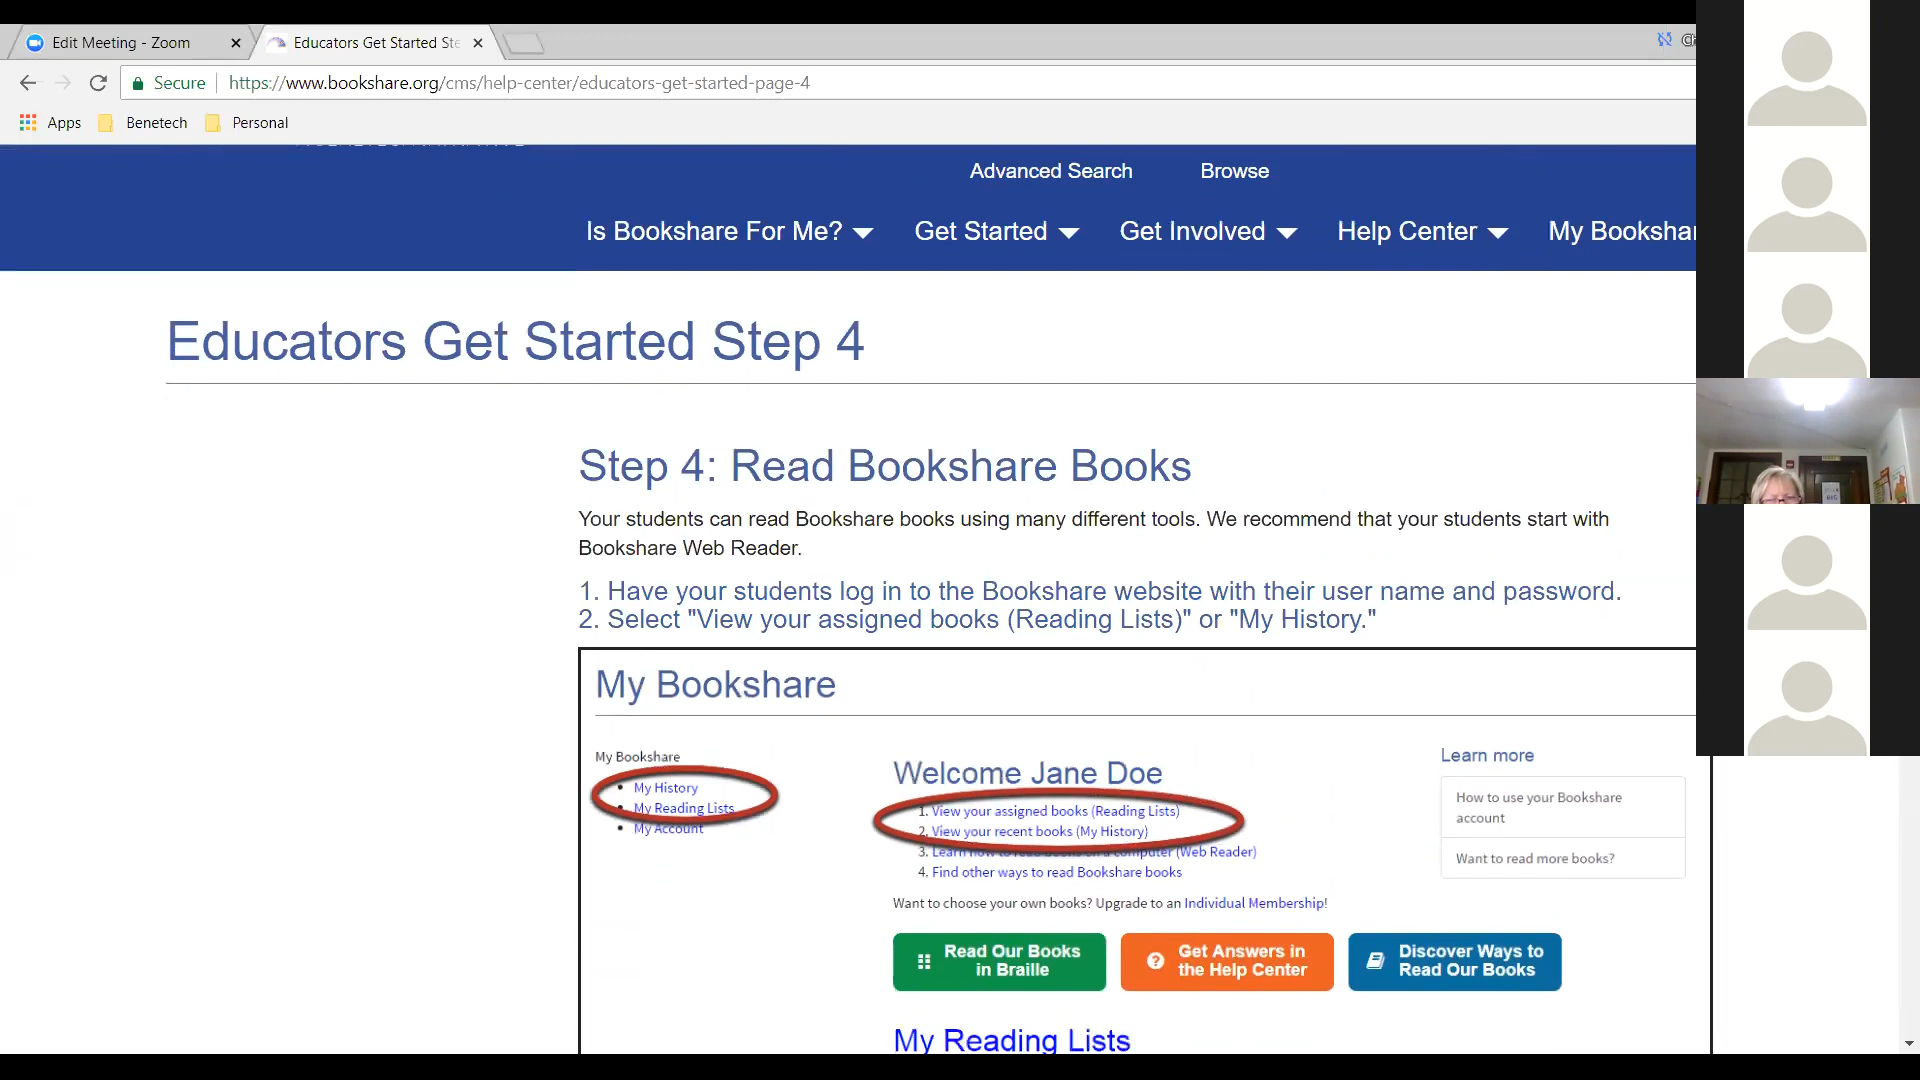 Edit Meeting - Zoom
Educators Get Started Ste
Secure
https://www.bookshare.org/cms/help-center/educators-get-started-page-4
Apps
Benetech
Personal
Advanced Search
Browse
Is Bookshare For Me?
Get Started
Get Involved
Help Center
My Bookshar
Educators Get Started Step 4
Step 4: Read Bookshare Books
Your students can read Bookshare books using many different tools. We recommend that your students start with
Bookshare Web Reader.
1. Have your students log in to the Bookshare website with their user name and password.
2. Select "View your assigned books (Reading Lists)" or "My History."
My Bookshare
My Bookshare
My History
My Reading Lists
My Account
Welcome Jane Doe
1. View your assigned books (Reading Lists)
2. View your recent books (My History)
3. Learn how to read books on a computer (Web Reader)
4. Find other ways to read Bookshare books
Want to choose your own books? Upgrade to an Individual Membership!
Learn more
How to use your Bookshare
account
Want to read more books?
Read Our Books
in Braille
Get Answers in
the Help Center
Discover Ways to
Read Our Books
My Reading Lists